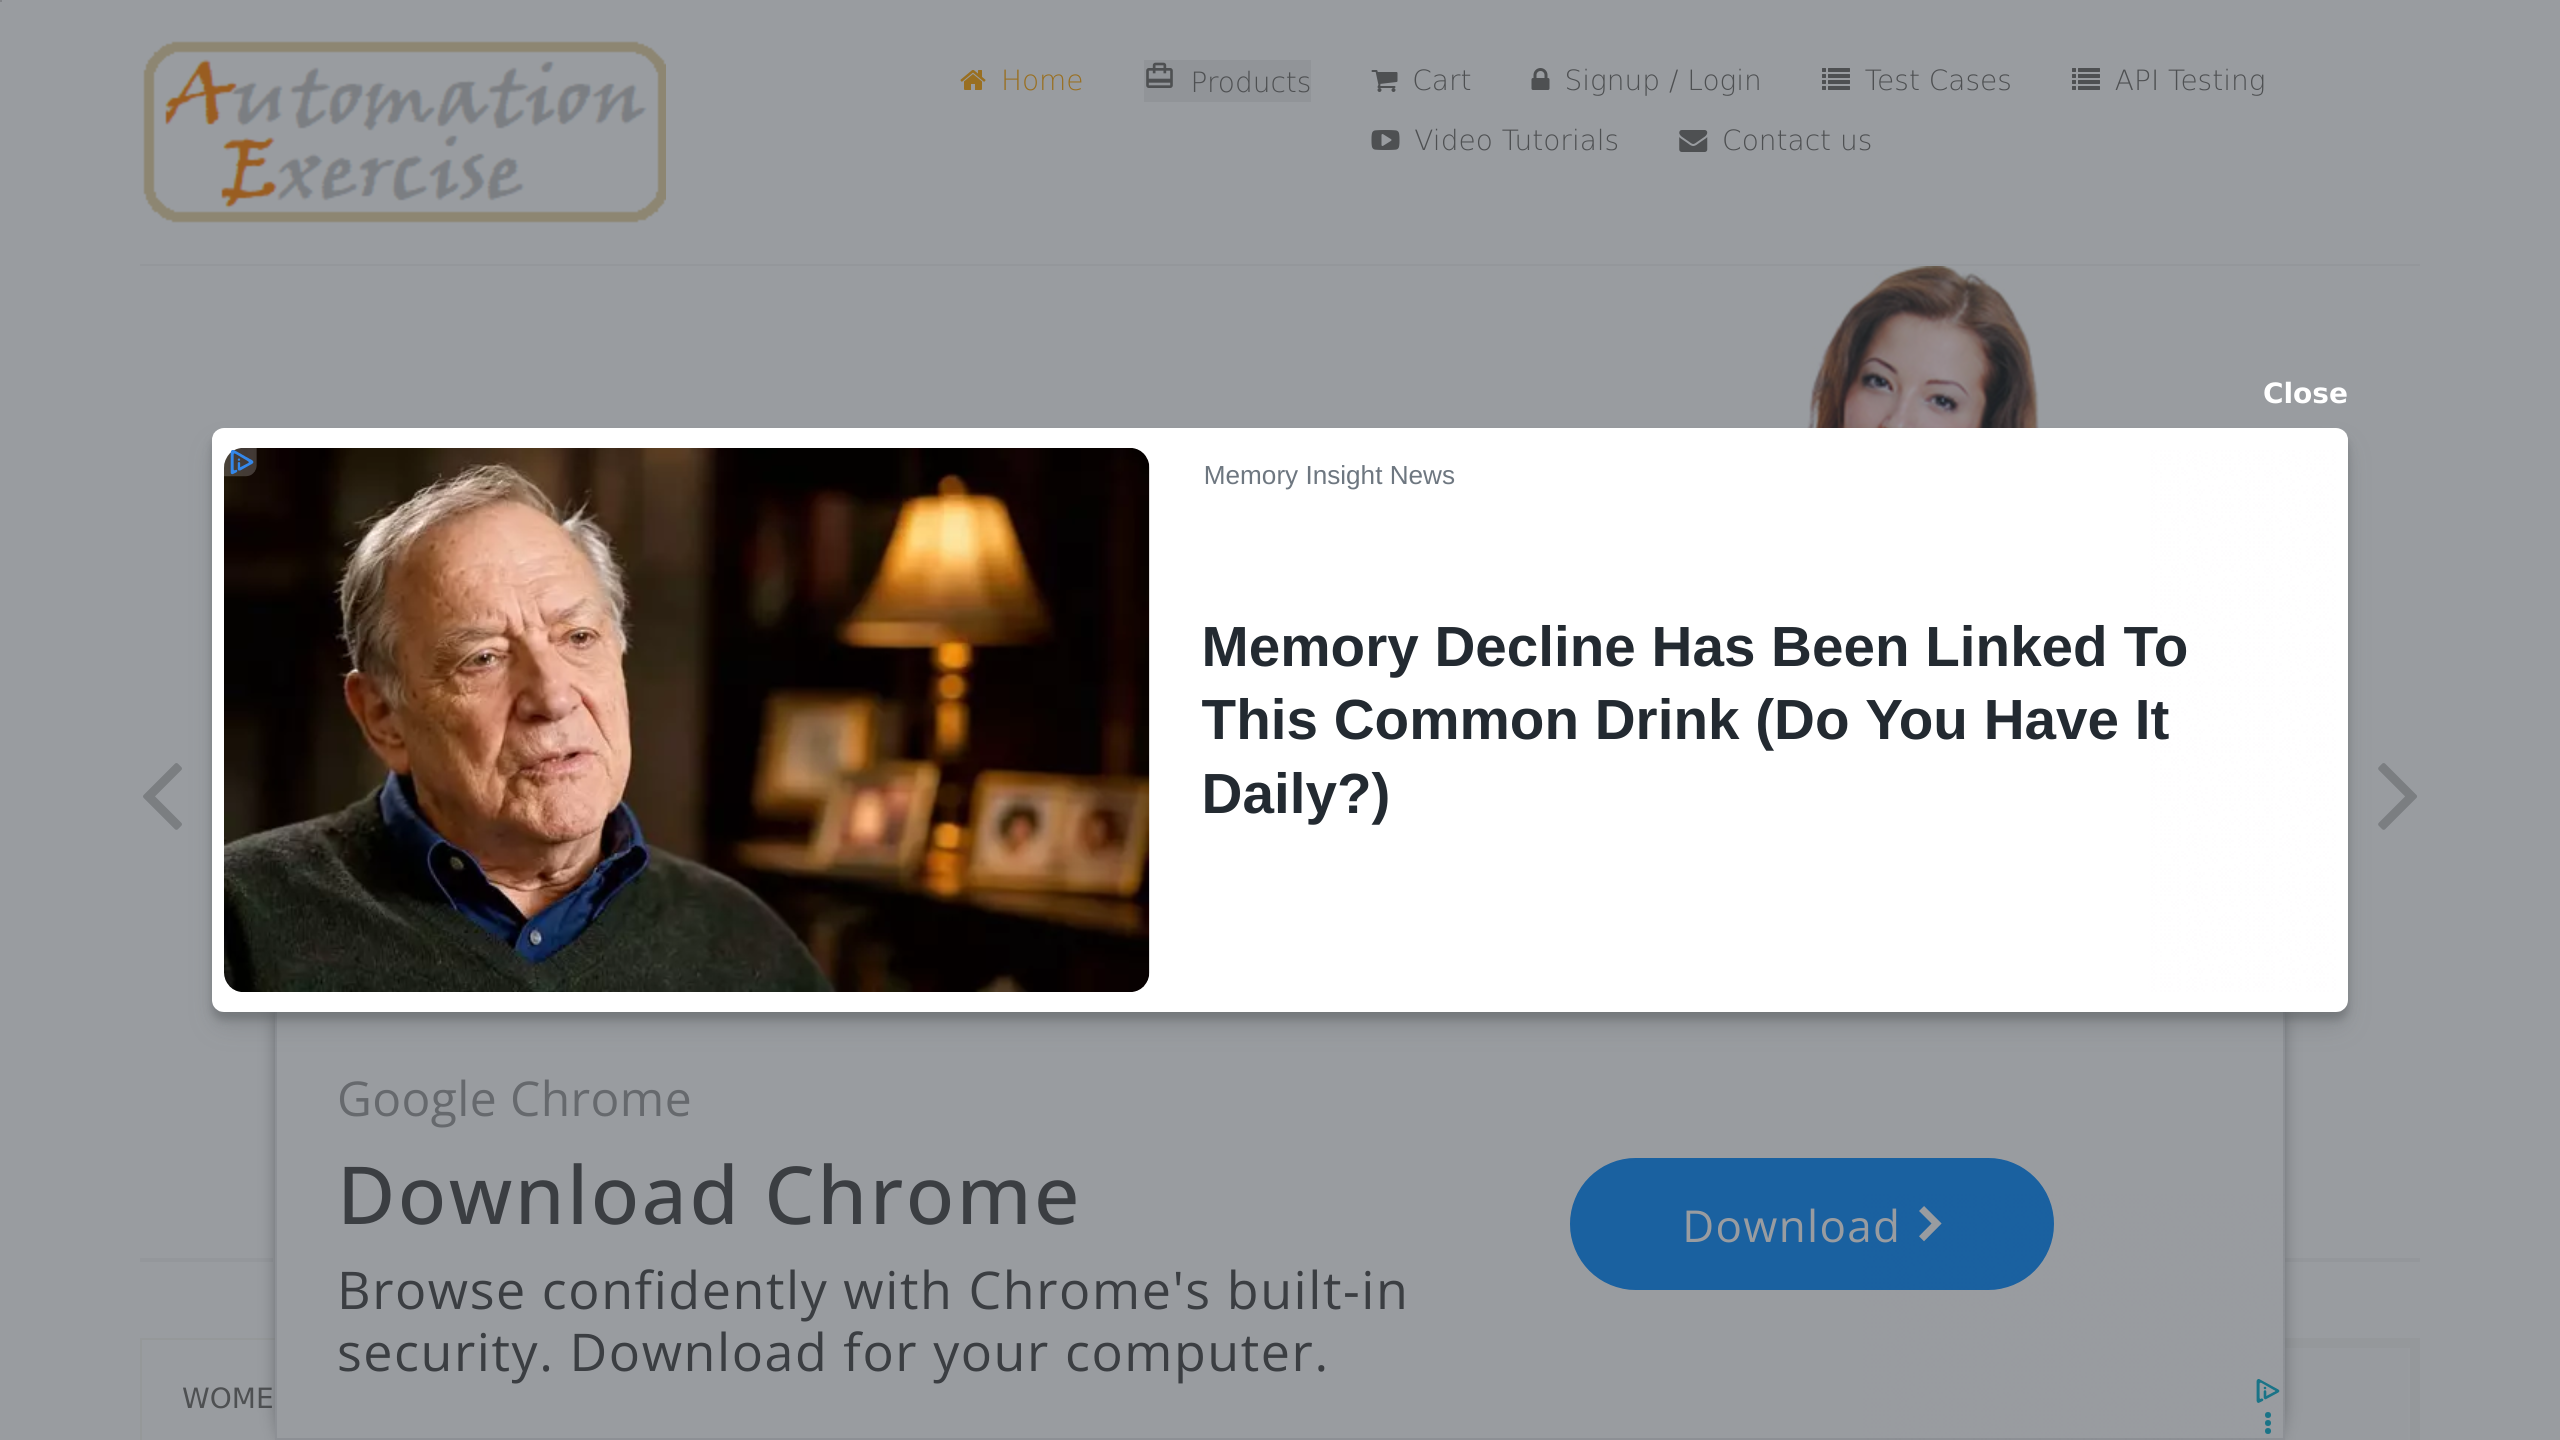 Automation
Exercise
Home
Products
Cart
Signup / Login
Test Cases
API Testing
Video Tutorials
Contact us
Close
Memory Insight News
Memory Decline Has Been Linked To
This Common Drink (Do You Have It
Daily?)
Google Chrome
Download Chrome
Browse confidently with Chrome's built-in
security. Download for your computer.
Download
WOME